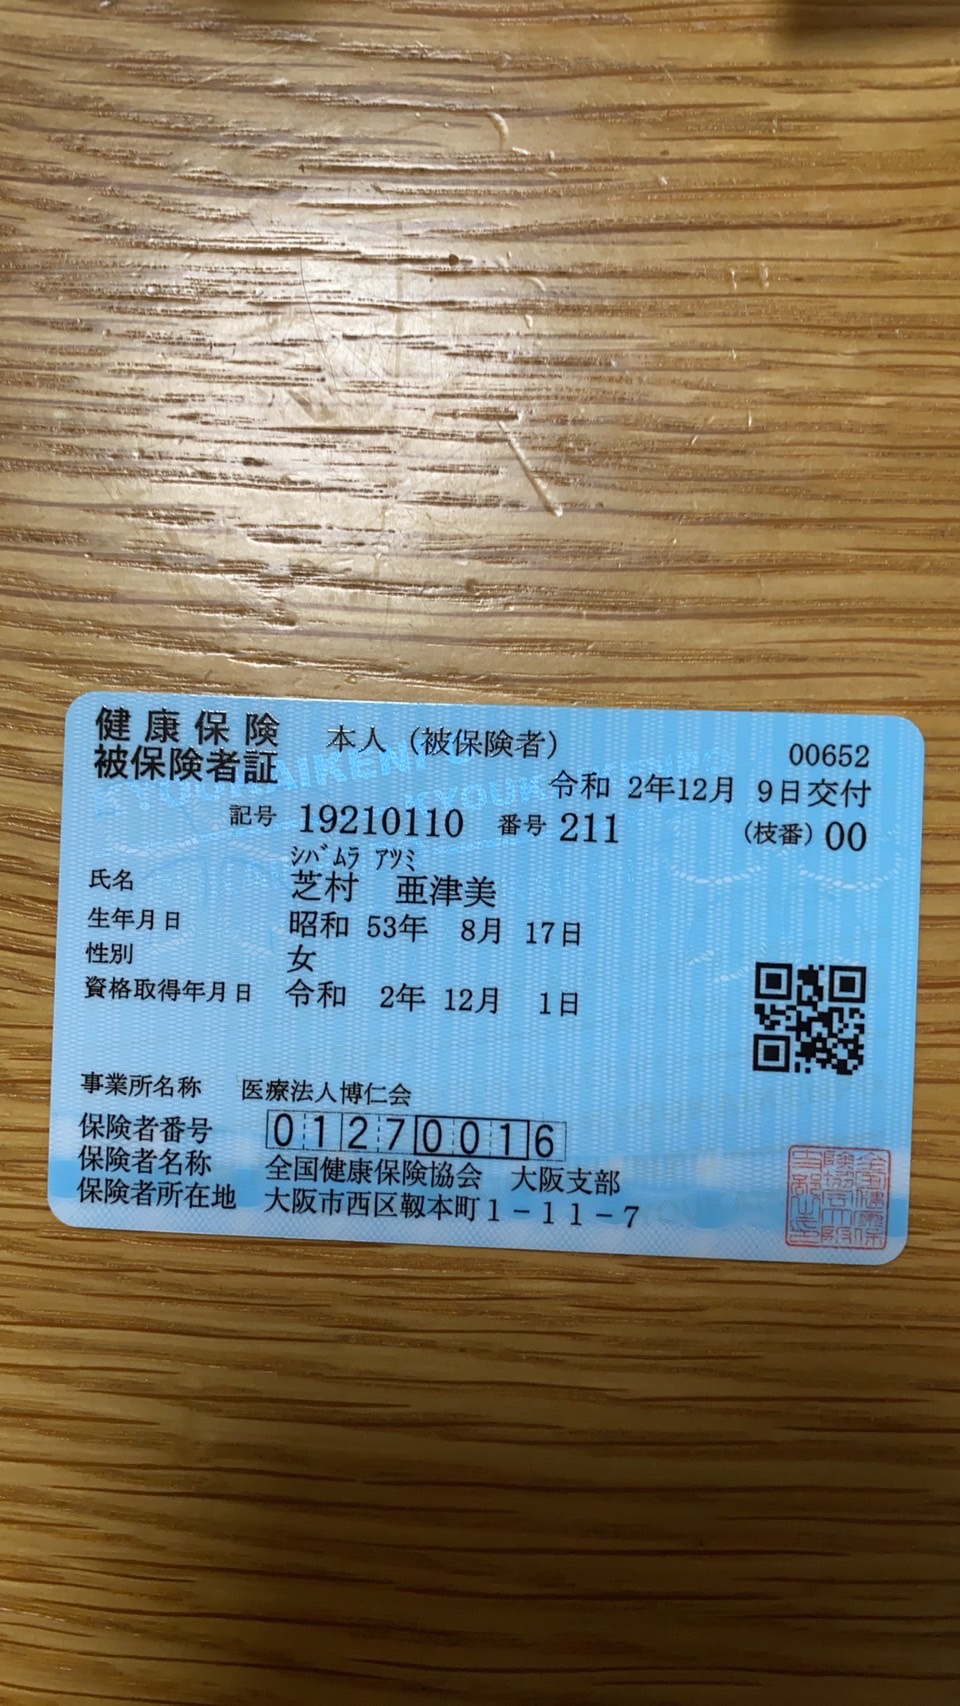 健康保険
被保険者証
本人（被保険者）
00652
令和 2年12月 9日交付
記号 19210110 番号 211 （枝番）00
ｼﾊﾞﾑﾗ ｱﾂﾐ
氏名 芝村 亜津美
生年月日 昭和 53年 8月 17日
性別 女
資格取得年月日 令和 2年 12月 1日
事業所名称 医療法人博仁会
保険者番号 01270016
保険者名称 全国健康保険協会 大阪支部
保険者所在地 大阪市西区靱本町1－11－7